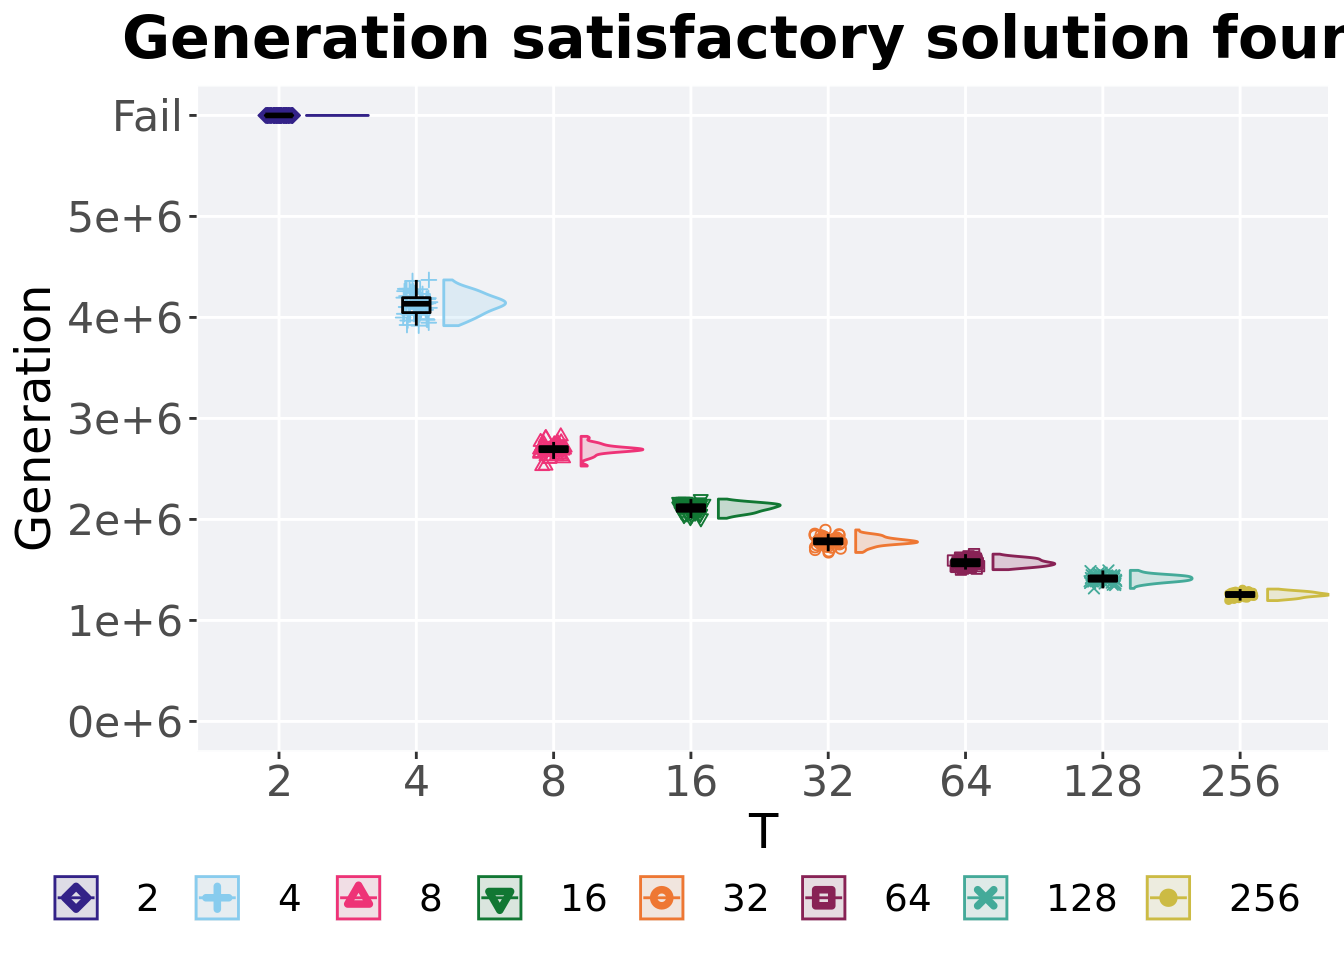 Generation satisfactory solution four
Fail
5e+6
4e+6
3e+6
2e+6
1e+6
0e+6
Generation
2 4 8 16 32 64 128 256
T
2 4 8 16 32 64 128 256